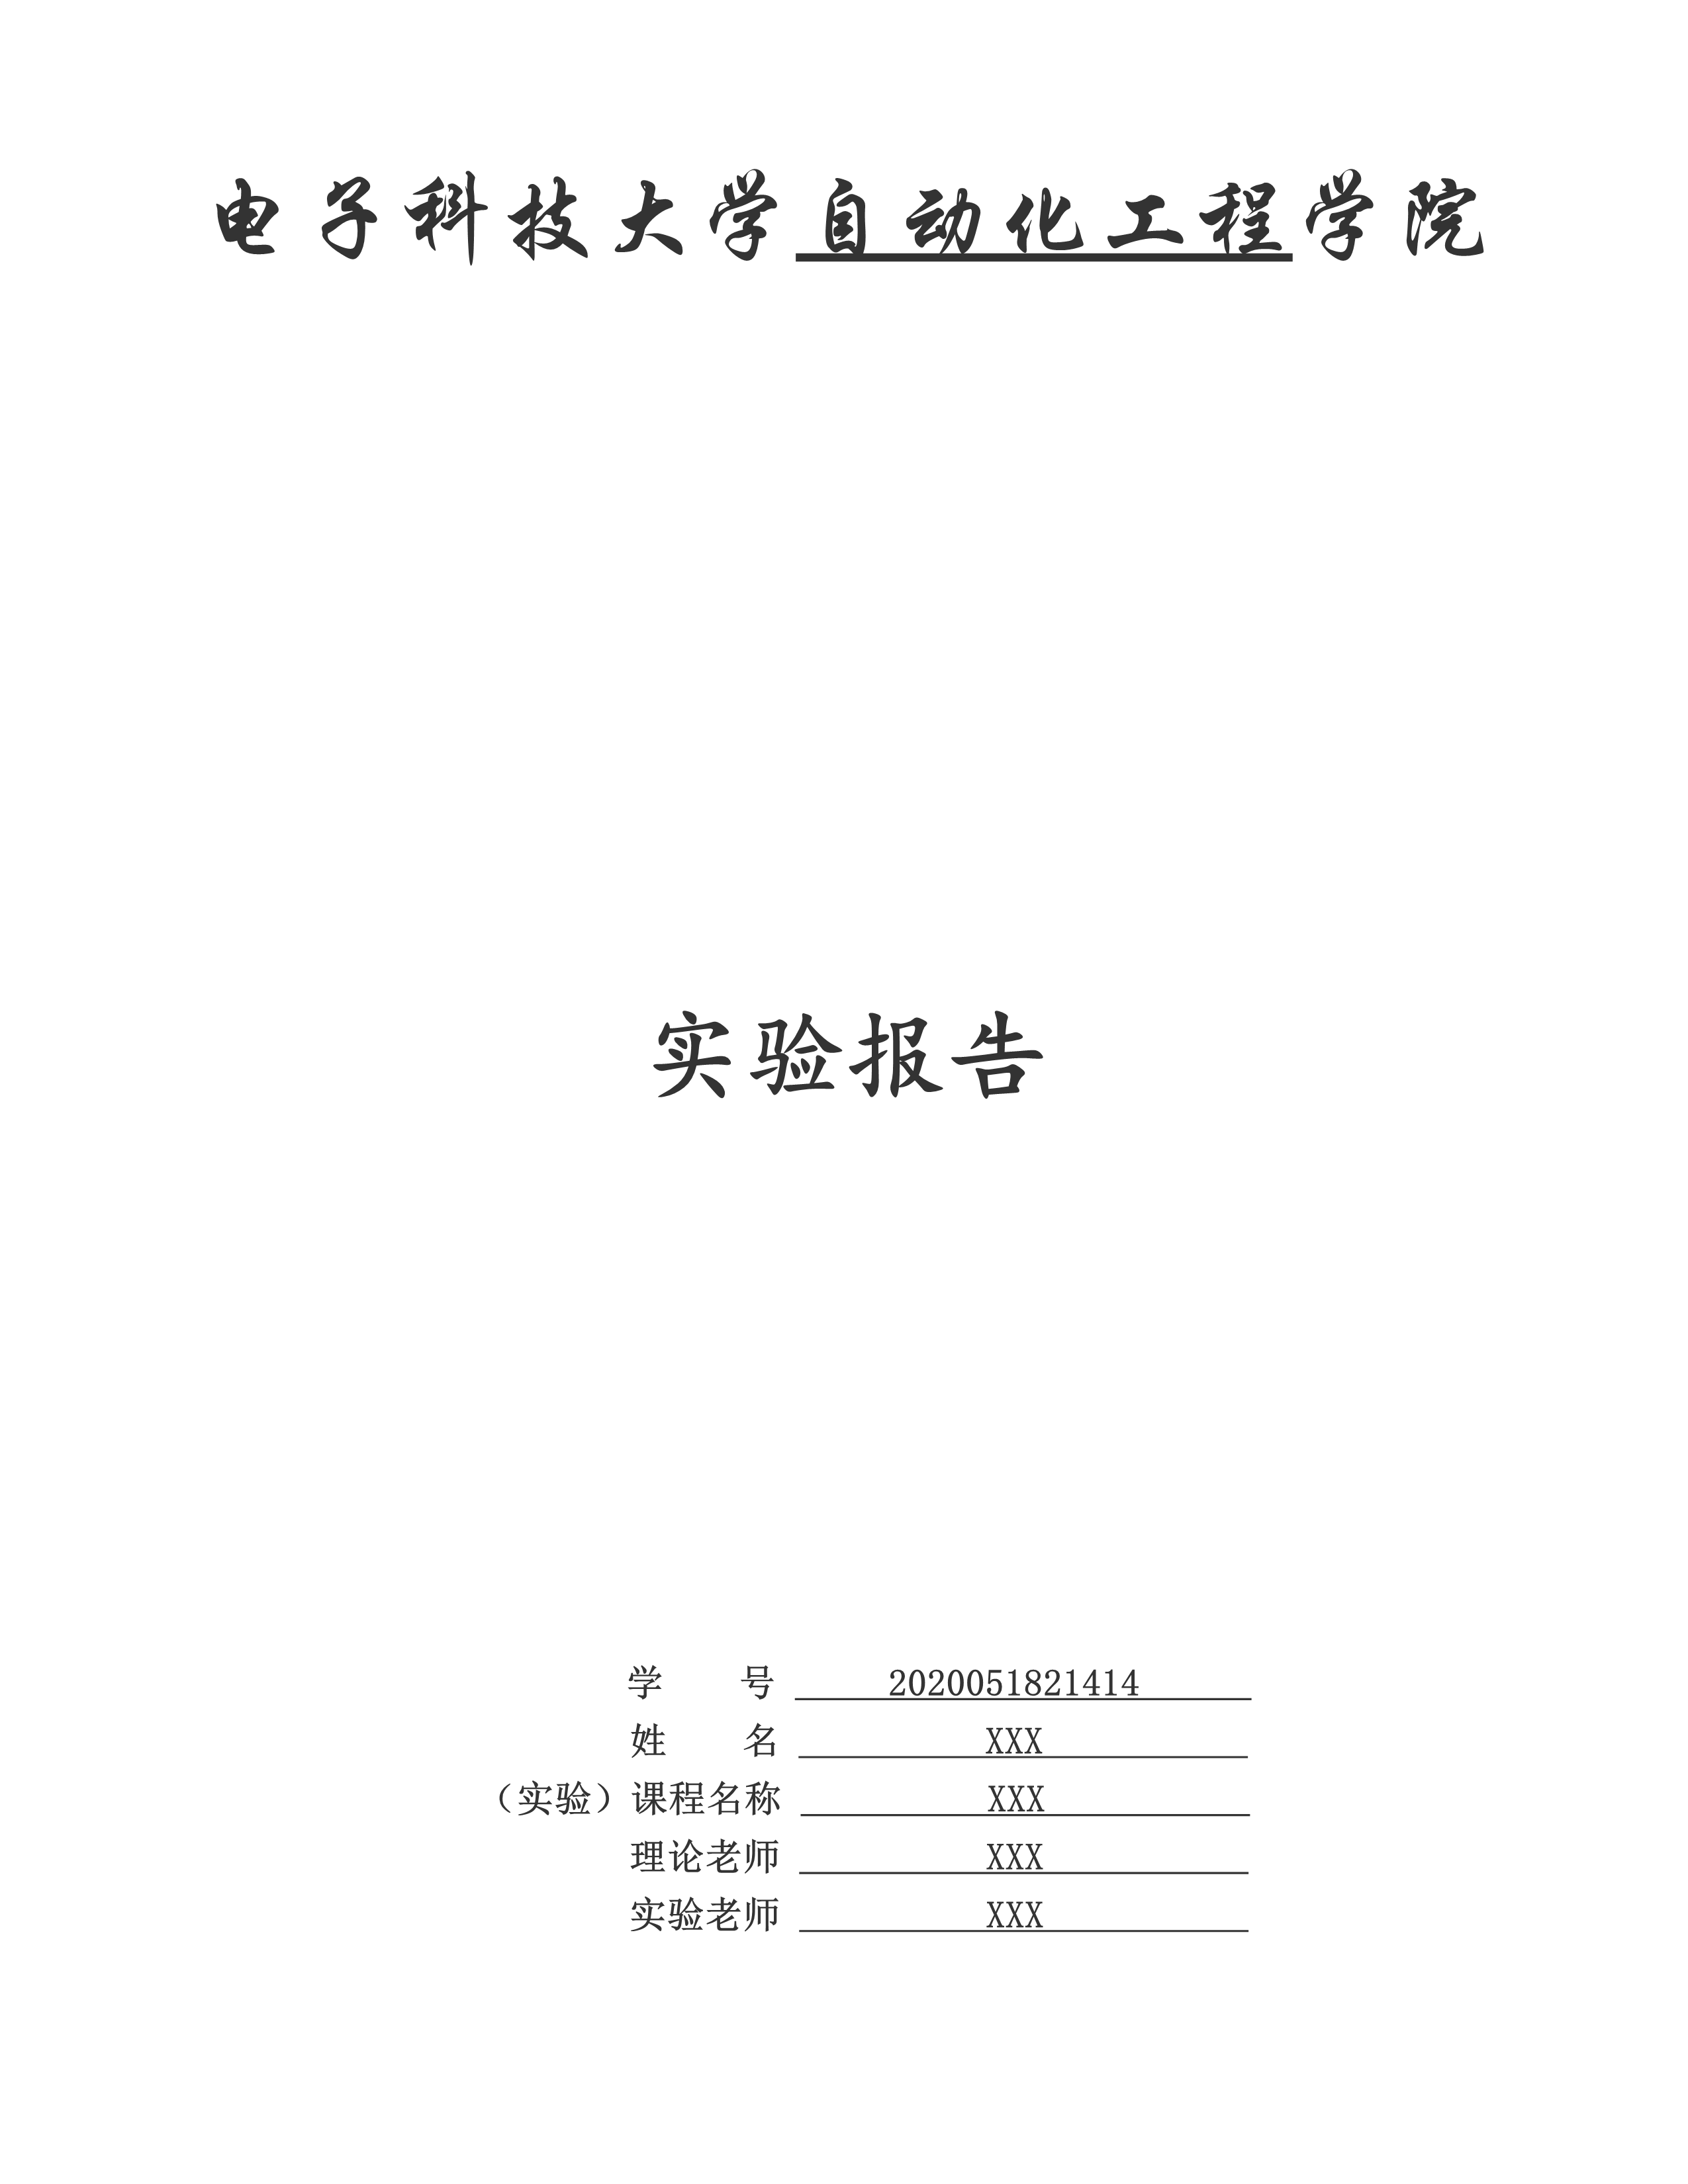 电子科技大学自动化工程学院
实验报告
学 号 2020051821414
姓 名 XXX
（实验）课程名称 XXX
理论老师 XXX
实验老师 XXX